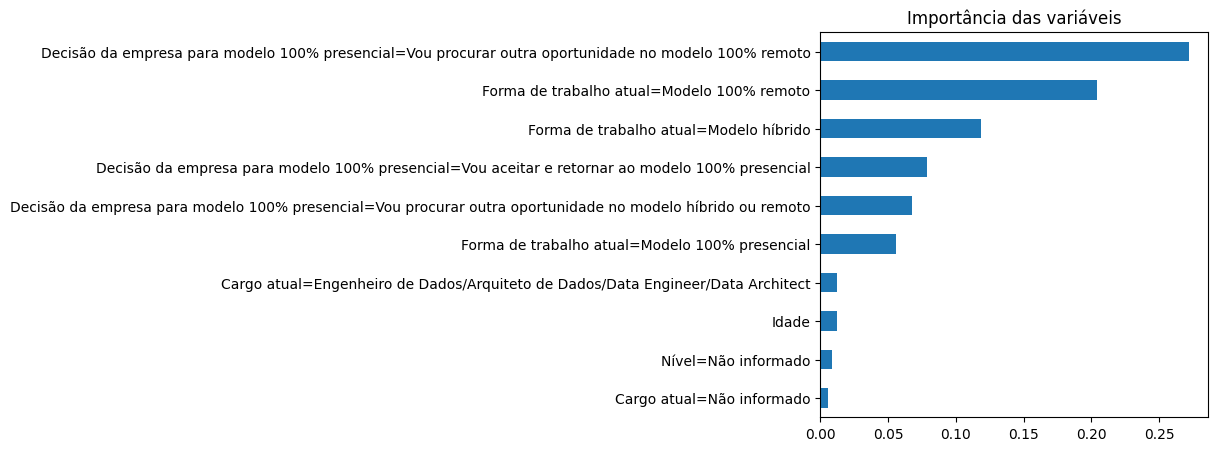 Importância das variáveis
Decisão da empresa para modelo 100% presencial=Vou procurar outra oportunidade no modelo 100% remoto
Forma de trabalho atual=Modelo 100% remoto
Forma de trabalho atual=Modelo híbrido
Decisão da empresa para modelo 100% presencial=Vou aceitar e retornar ao modelo 100% presencial
Decisão da empresa para modelo 100% presencial=Vou procurar outra oportunidade no modelo híbrido ou remoto
Forma de trabalho atual=Modelo 100% presencial
Cargo atual=Engenheiro de Dados/Arquiteto de Dados/Data Engineer/Data Architect
Idade
Nível=Não informado
Cargo atual=Não informado
0.00 0.05 0.10 0.15 0.20 0.25